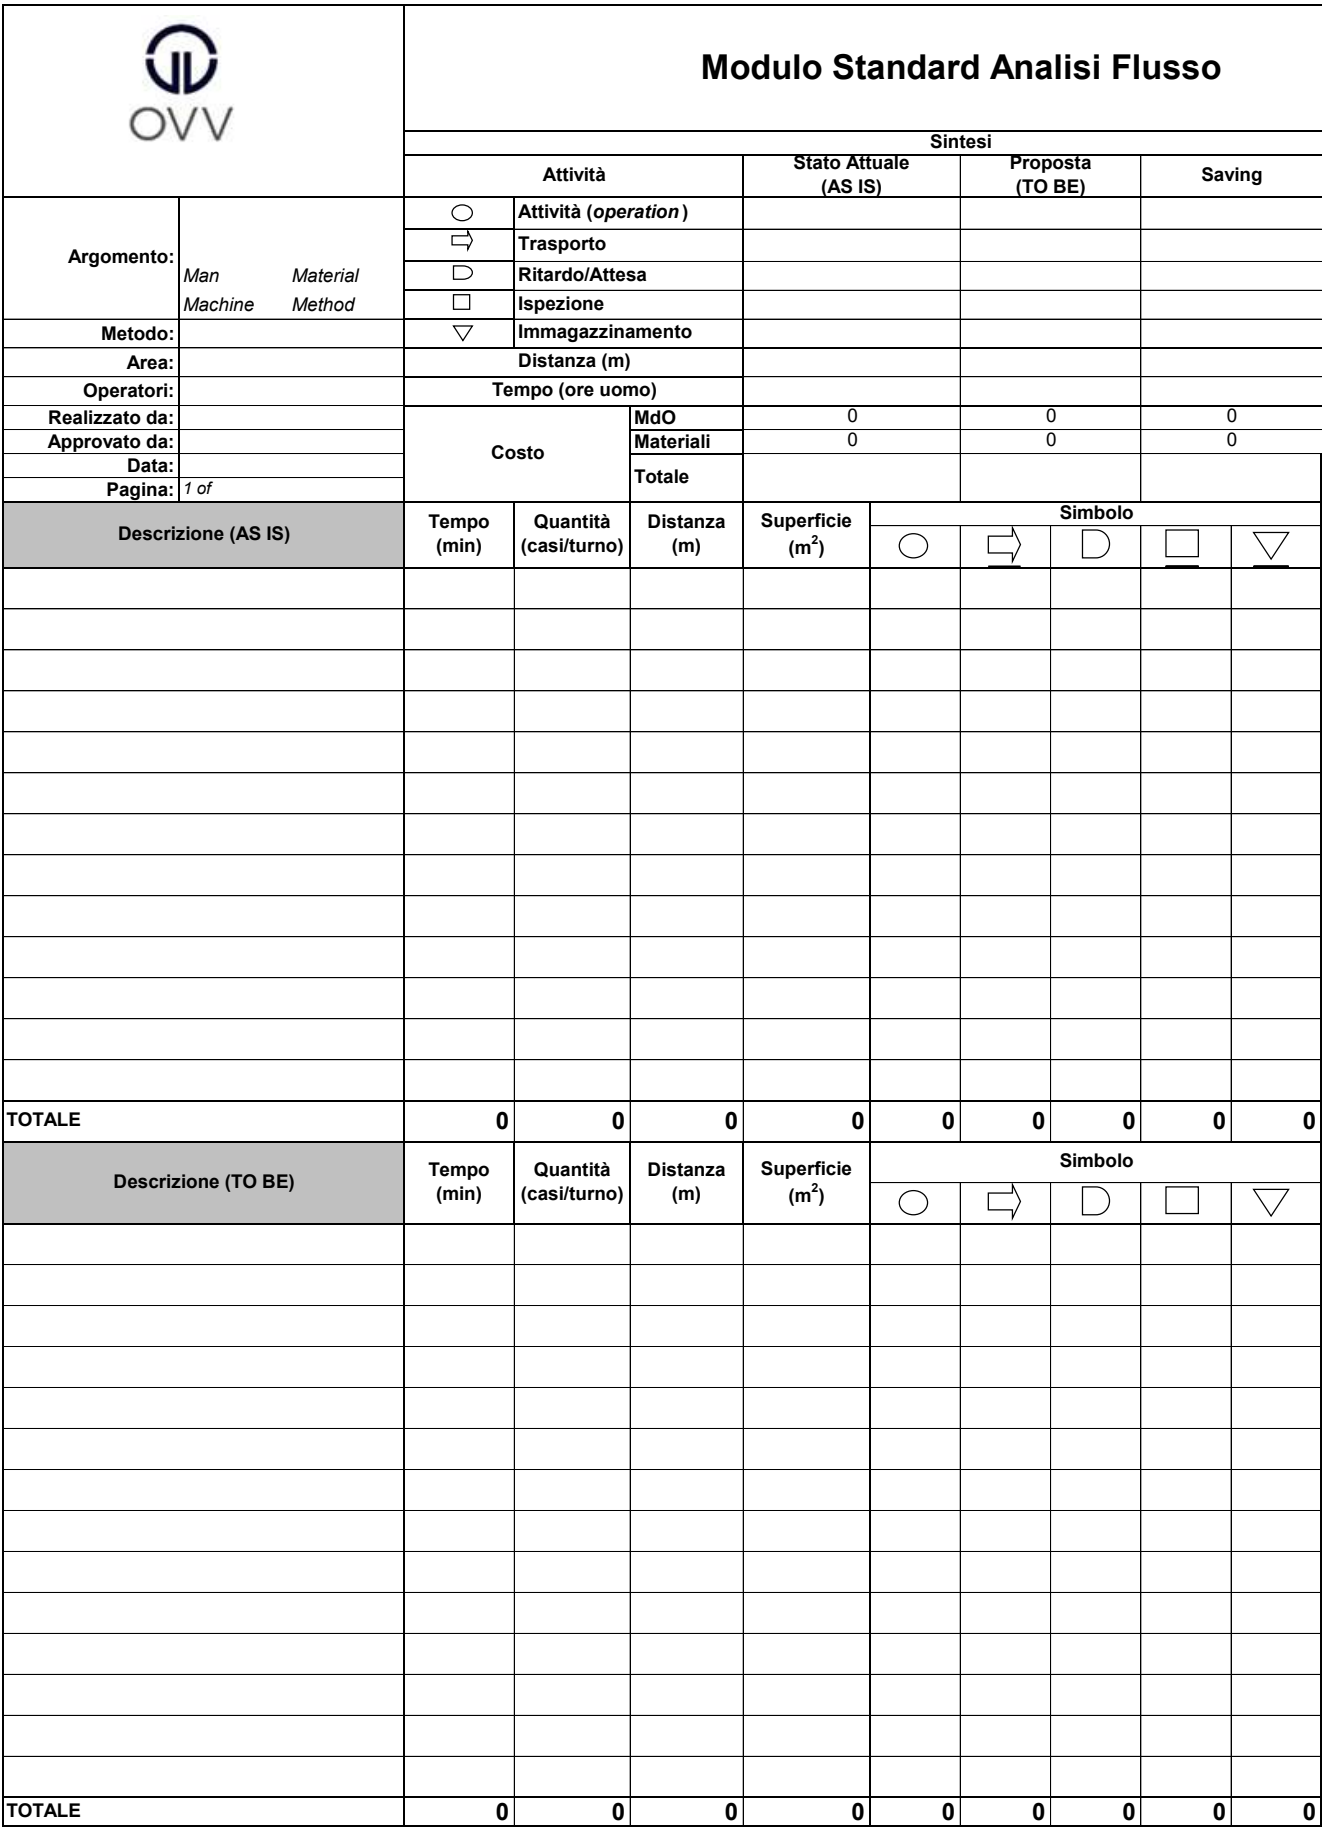 OVV
Modulo Standard Analisi Flusso
Sintesi
Attività
Stato Attuale
(AS IS)
Proposta
(TO BE)
Saving
Argomento:
Man Material
Machine Method
Attività (operation)
Trasporto
Ritardo/Attesa
Ispezione
Metodo:
Immagazzinamento
Area:
Distanza (m)
Operatori:
Tempo (ore uomo)
Realizzato da:
Costo
MdO 0 0 0
Approvato da:
Materiali 0 0 0
Data:
Totale
Pagina: 1 of
Descrizione (AS IS)
Tempo
(min)
Quantità
(casi/turno)
Distanza
(m)
Superficie
(m²)
Simbolo
TOTALE 0 0 0 0 0 0 0 0 0
Descrizione (TO BE)
Tempo
(min)
Quantità
(casi/turno)
Distanza
(m)
Superficie
(m²)
Simbolo
TOTALE 0 0 0 0 0 0 0 0 0